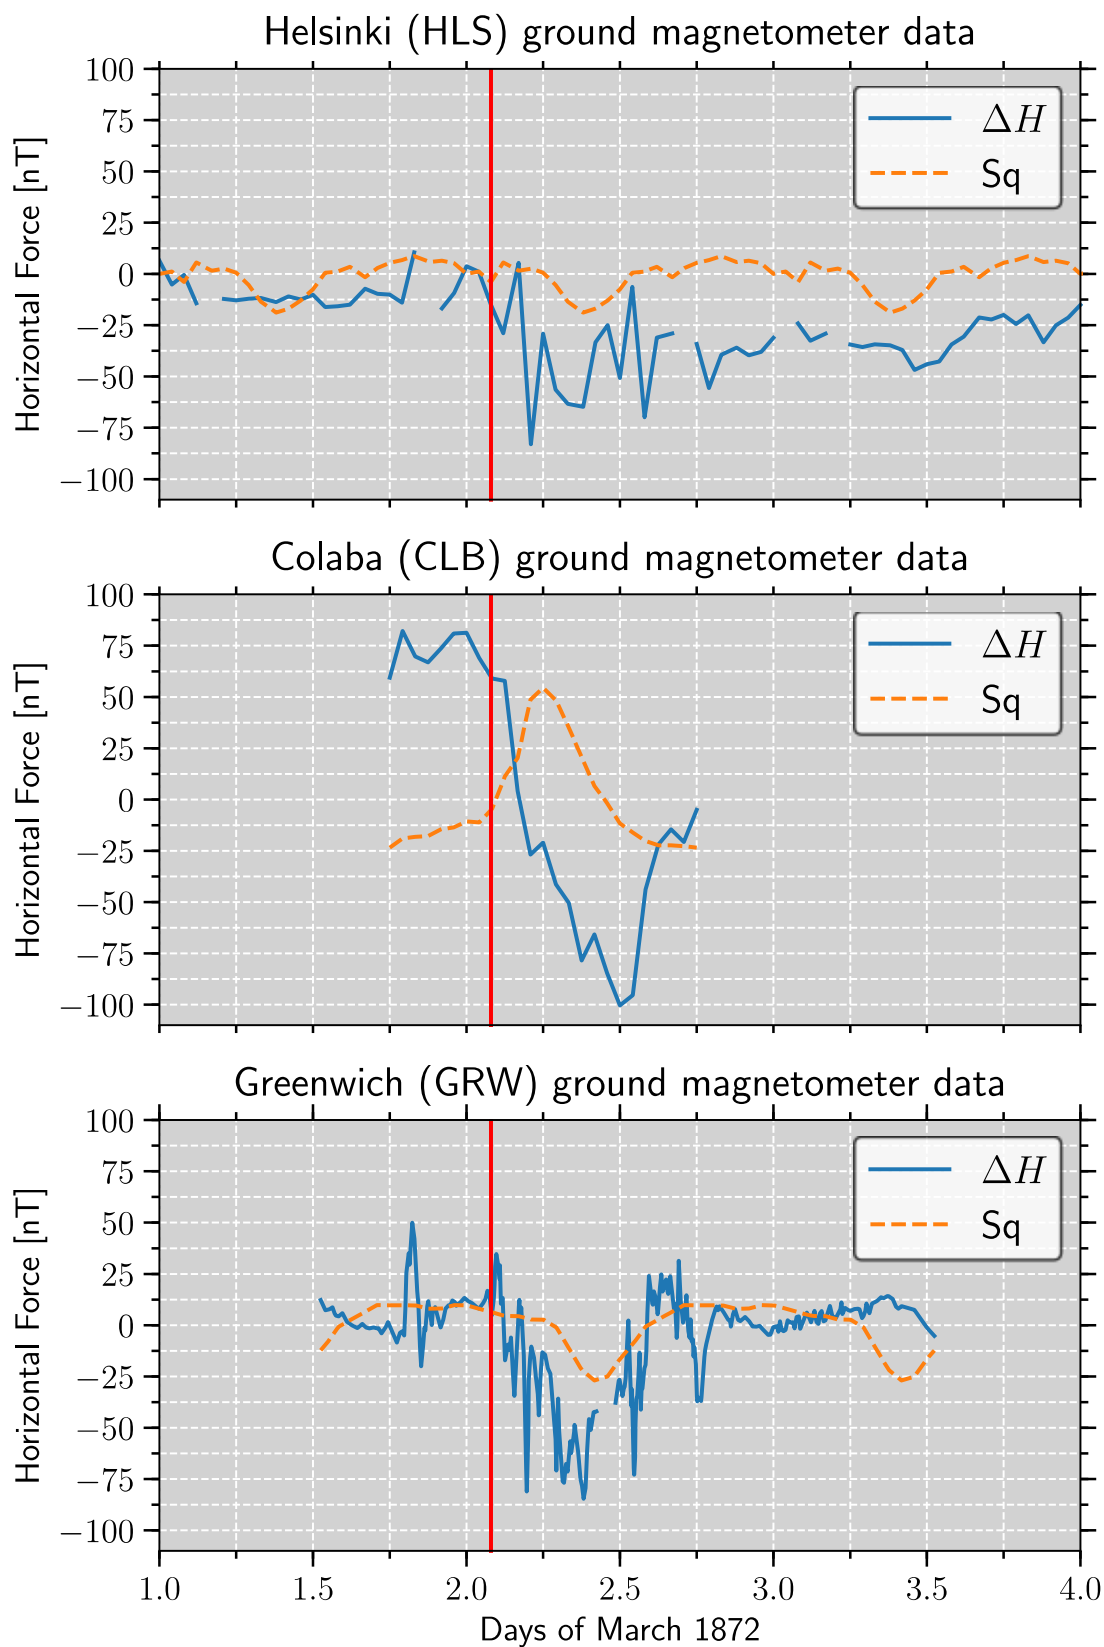 Helsinki (HLS) ground magnetometer data
100
75
50
25
0
−25
−50
−75
−100
Horizontal Force [nT]
ΔH
Sq
Colaba (CLB) ground magnetometer data
100
75
50
25
0
−25
−50
−75
−100
Horizontal Force [nT]
ΔH
Sq
Greenwich (GRW) ground magnetometer data
100
75
50
25
0
−25
−50
−75
−100
Horizontal Force [nT]
ΔH
Sq
1.0 1.5 2.0 2.5 3.0 3.5 4.0
Days of March 1872